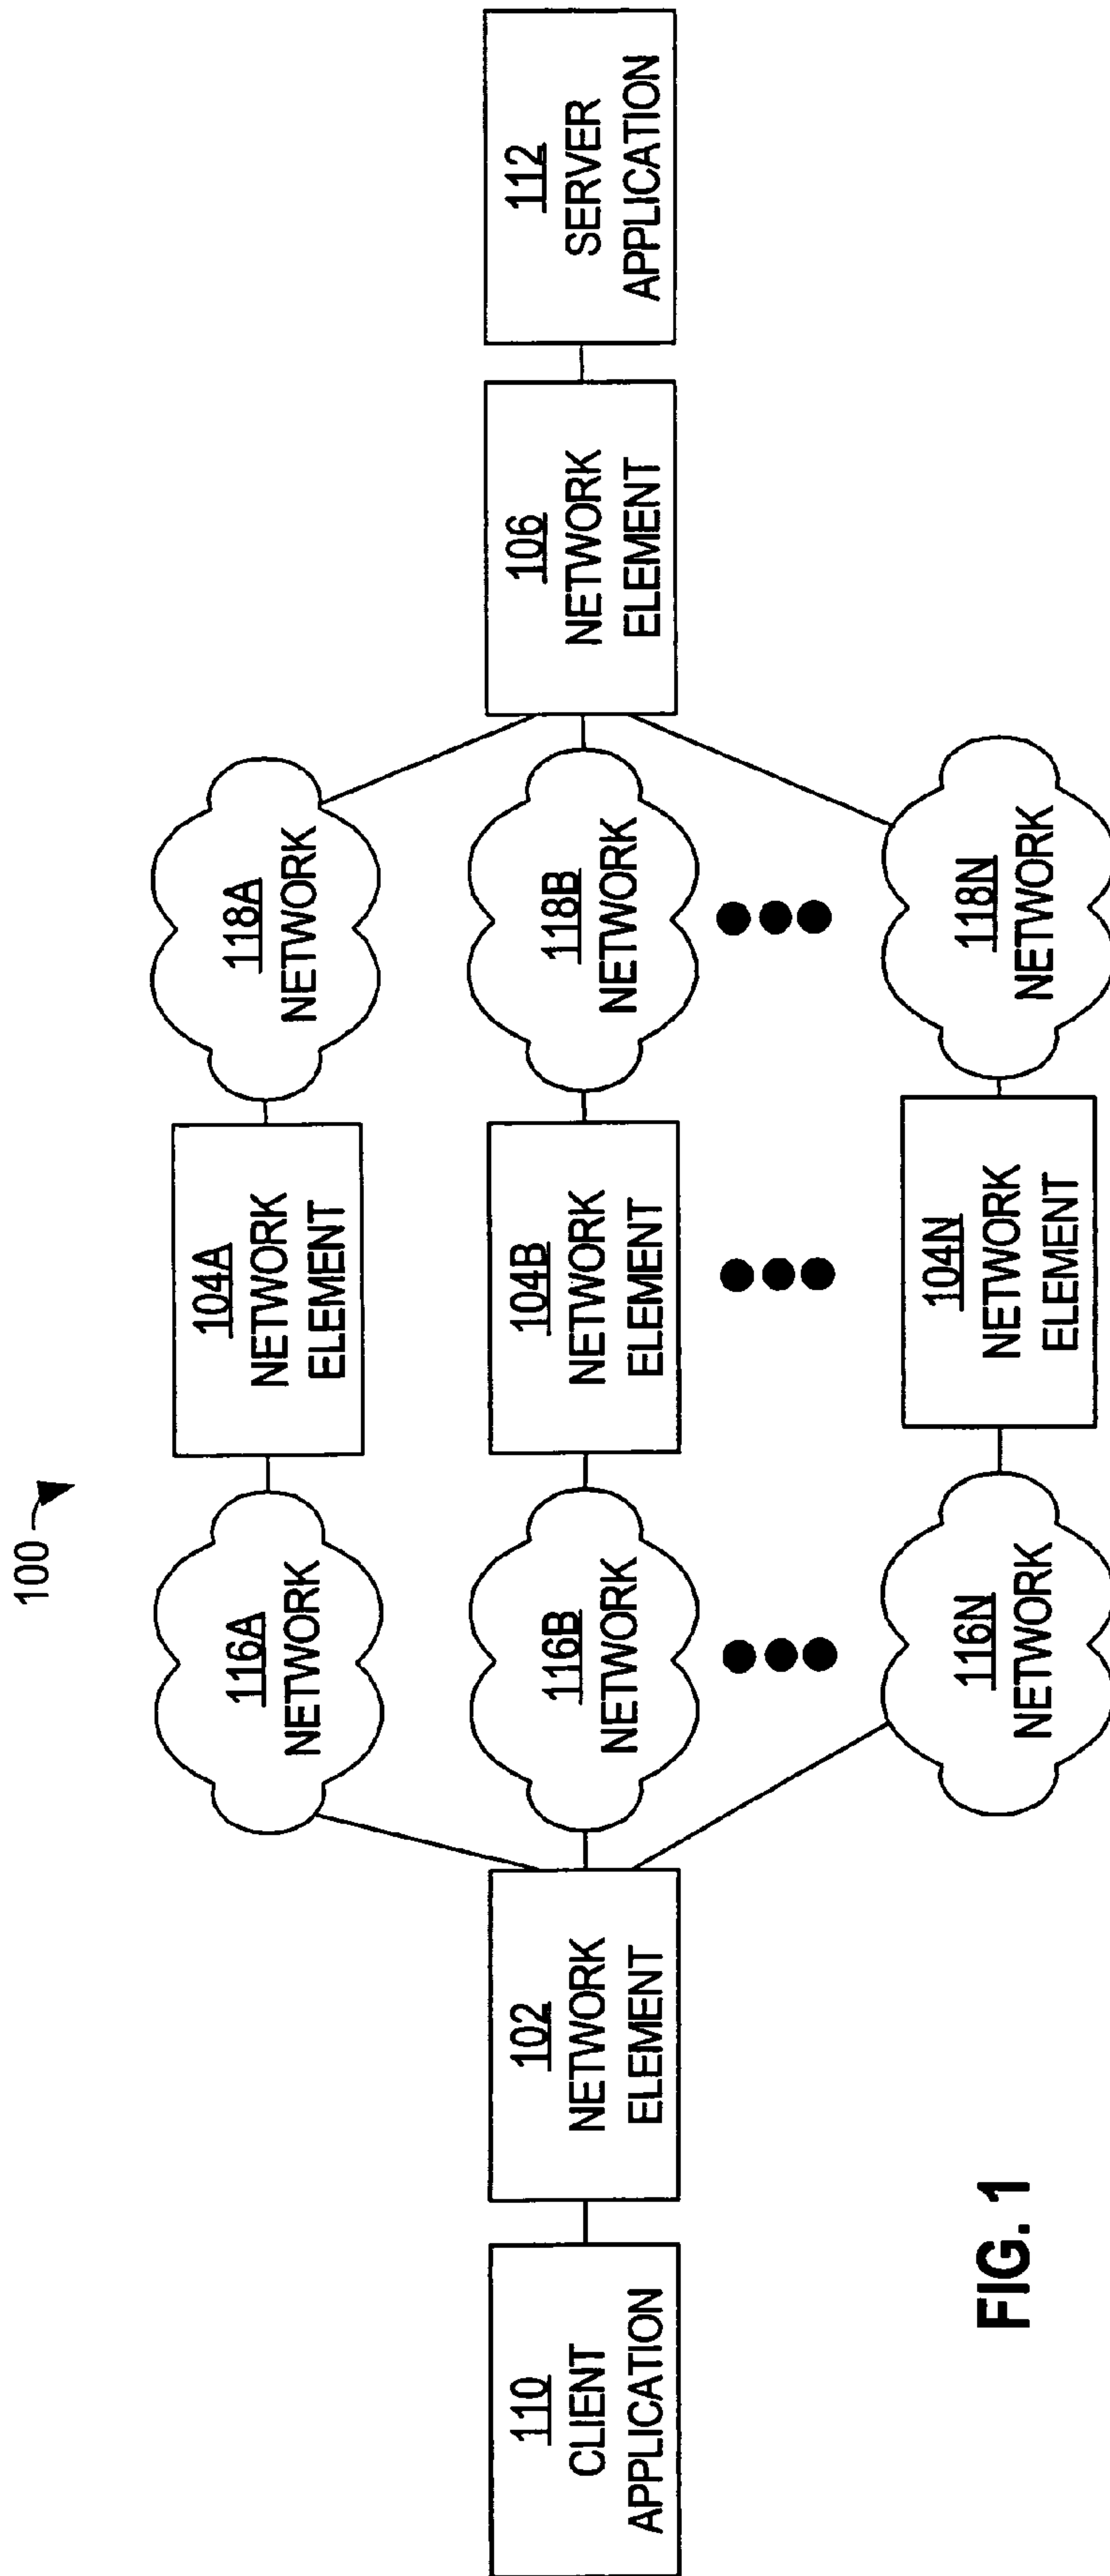 100
116A
NETWORK
104A
NETWORK
ELEMENT
118A
NETWORK
110
CLIENT
APPLICATION
102
NETWORK
ELEMENT
116B
NETWORK
104B
NETWORK
ELEMENT
118B
NETWORK
106
NETWORK
ELEMENT
112
SERVER
APPLICATION
116N
NETWORK
104N
NETWORK
ELEMENT
118N
NETWORK
FIG. 1